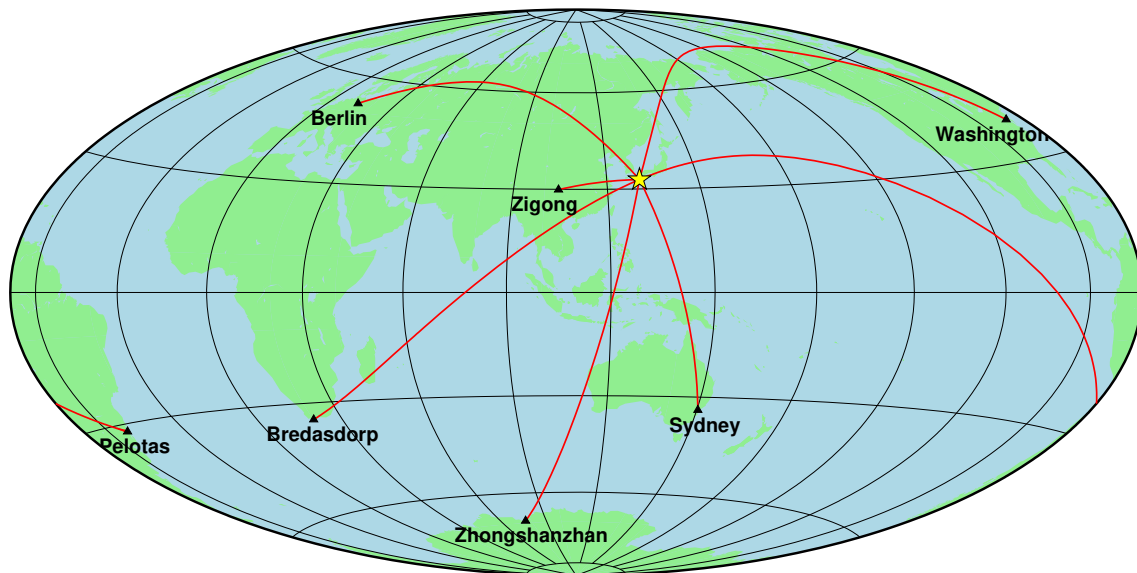 Berlin
Washington
Zigong
Bredasdorp
Sydney
Pelotas
Zhongshanzhan